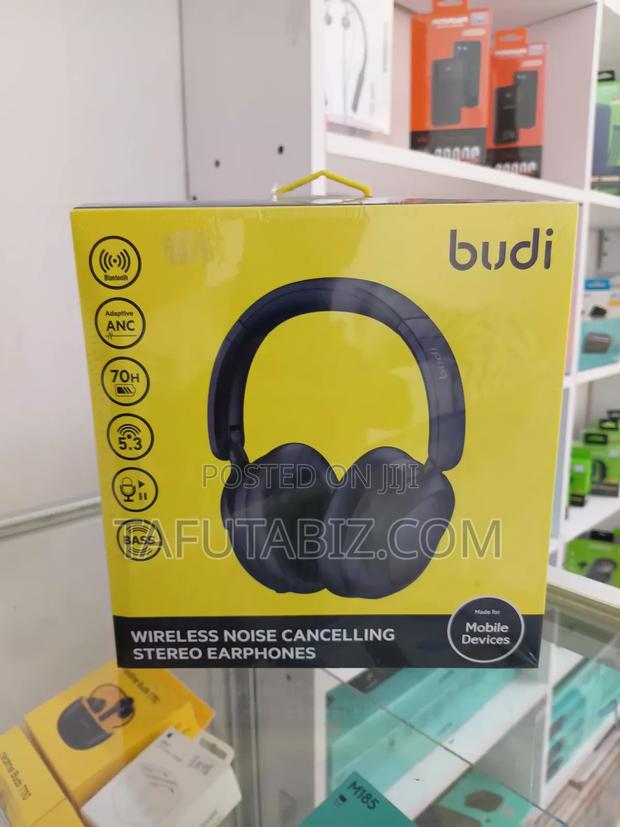 budi
Bluetooth
Adaptive
ANC
70H
5.3
BASS
budi
POSTED ON JIJI
TAFUTABIZ.COM
WIRELESS NOISE CANCELLING
STEREO EARPHONES
Made for
Mobile
Devices
M185